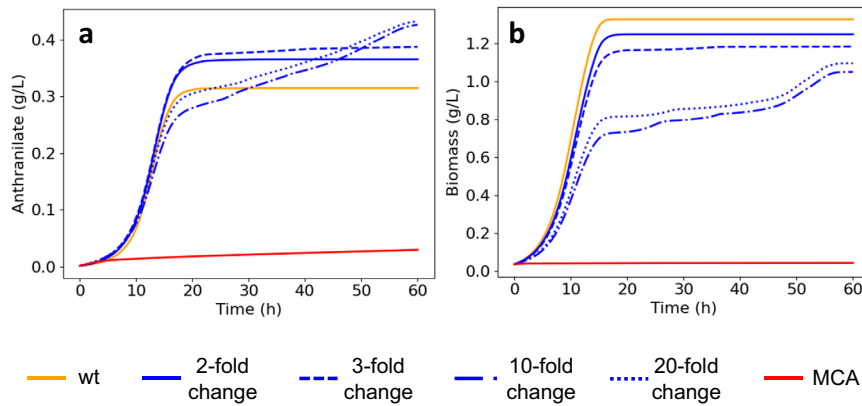 a
Anthranilate (g/L)
0.4
0.3
0.2
0.1
0.0
0 10 20 30 40 50 60
Time (h)
b
Biomass (g/L)
1.2
1.0
0.8
0.6
0.4
0.2
0.0
0 10 20 30 40 50 60
Time (h)
wt
2-fold
change
3-fold
change
10-fold
change
20-fold
change
MCA